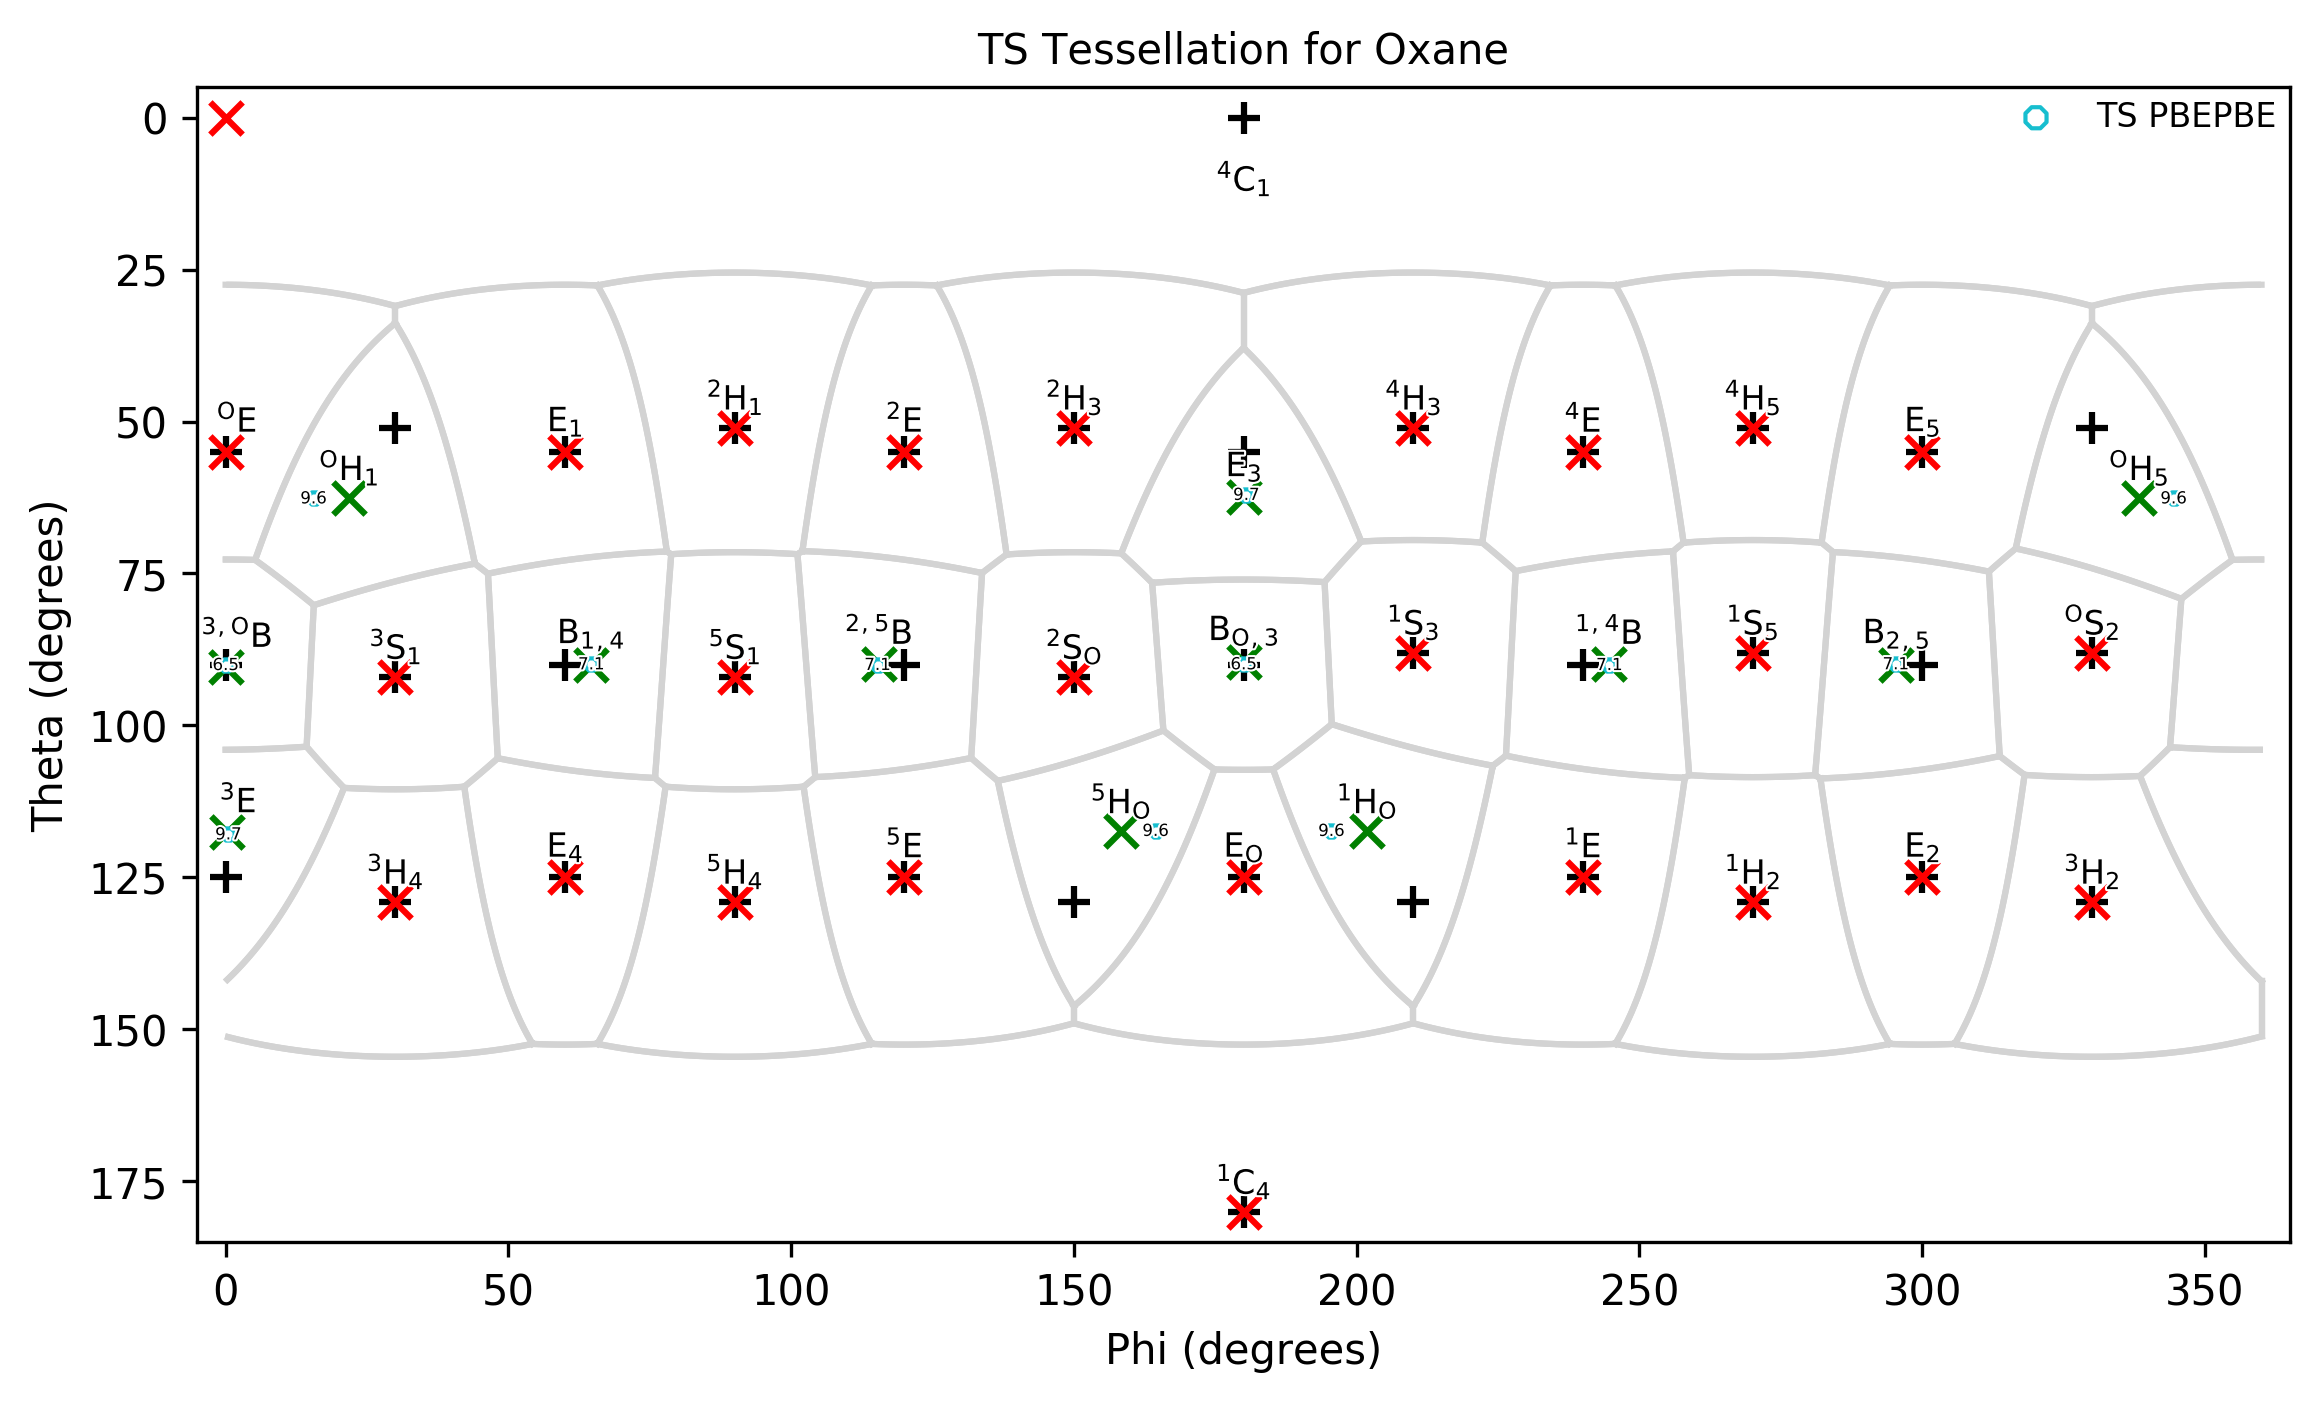 TS Tessellation for Oxane
0
TS PBEPBE
⁴C₁
25
²H₁ ²H₃ ⁴H₃ ⁴H₅
50
ᴼE E₁ ²E ⁴E E₅
E₃
ᴼH₁ ᴼH₅
9.6 9.7 9.6
75
³,ᴼB ³S₁ B₁,₄ ⁵S₁ ²,⁵B ²Sₒ Bₒ,₃ ¹S₃ ¹,⁴B ¹S₅ B₂,₅ ᴼS₂
6.5 7.1 7.1 6.5 7.1 7.1
100
³E ⁵Hₒ ¹Hₒ
9.7 9.6 9.6
125
³H₄ E₄ ⁵H₄ ⁵E Eₒ ¹E ¹H₂ E₂ ³H₂
150
175
¹C₄
0 50 100 150 200 250 300 350
Theta (degrees)
Phi (degrees)